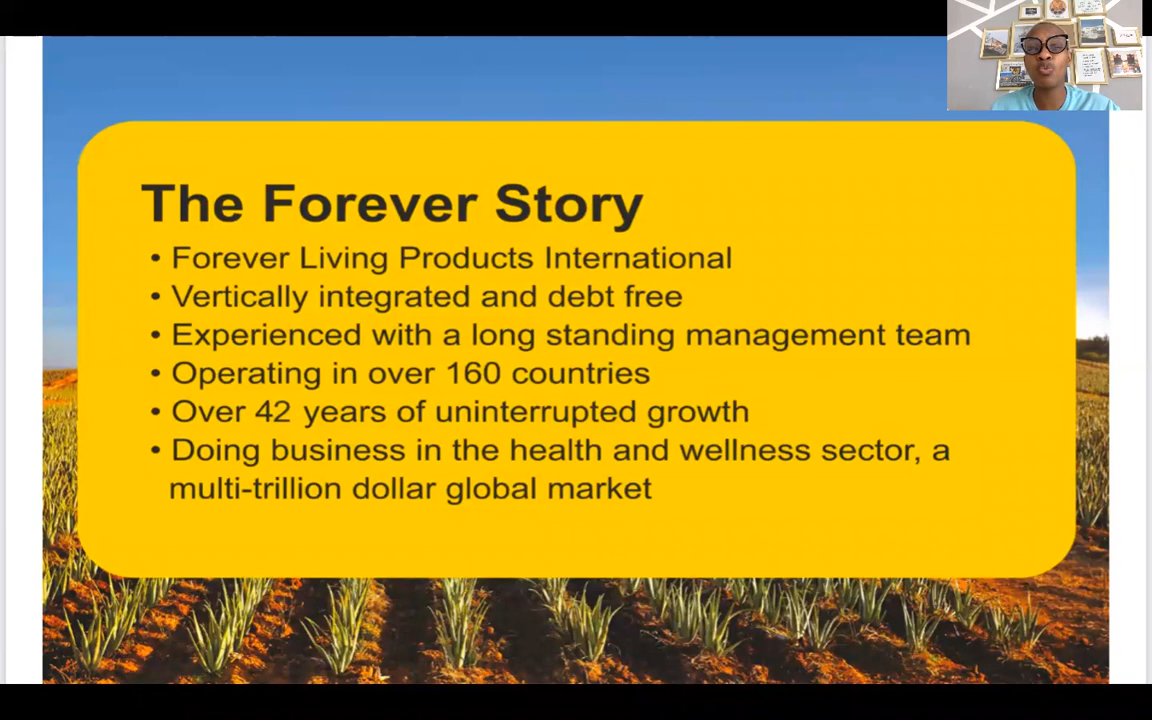 The Forever Story
• Forever Living Products International
• Vertically integrated and debt free
• Experienced with a long standing management team
• Operating in over 160 countries
• Over 42 years of uninterrupted growth
• Doing business in the health and wellness sector, a
multi-trillion dollar global market